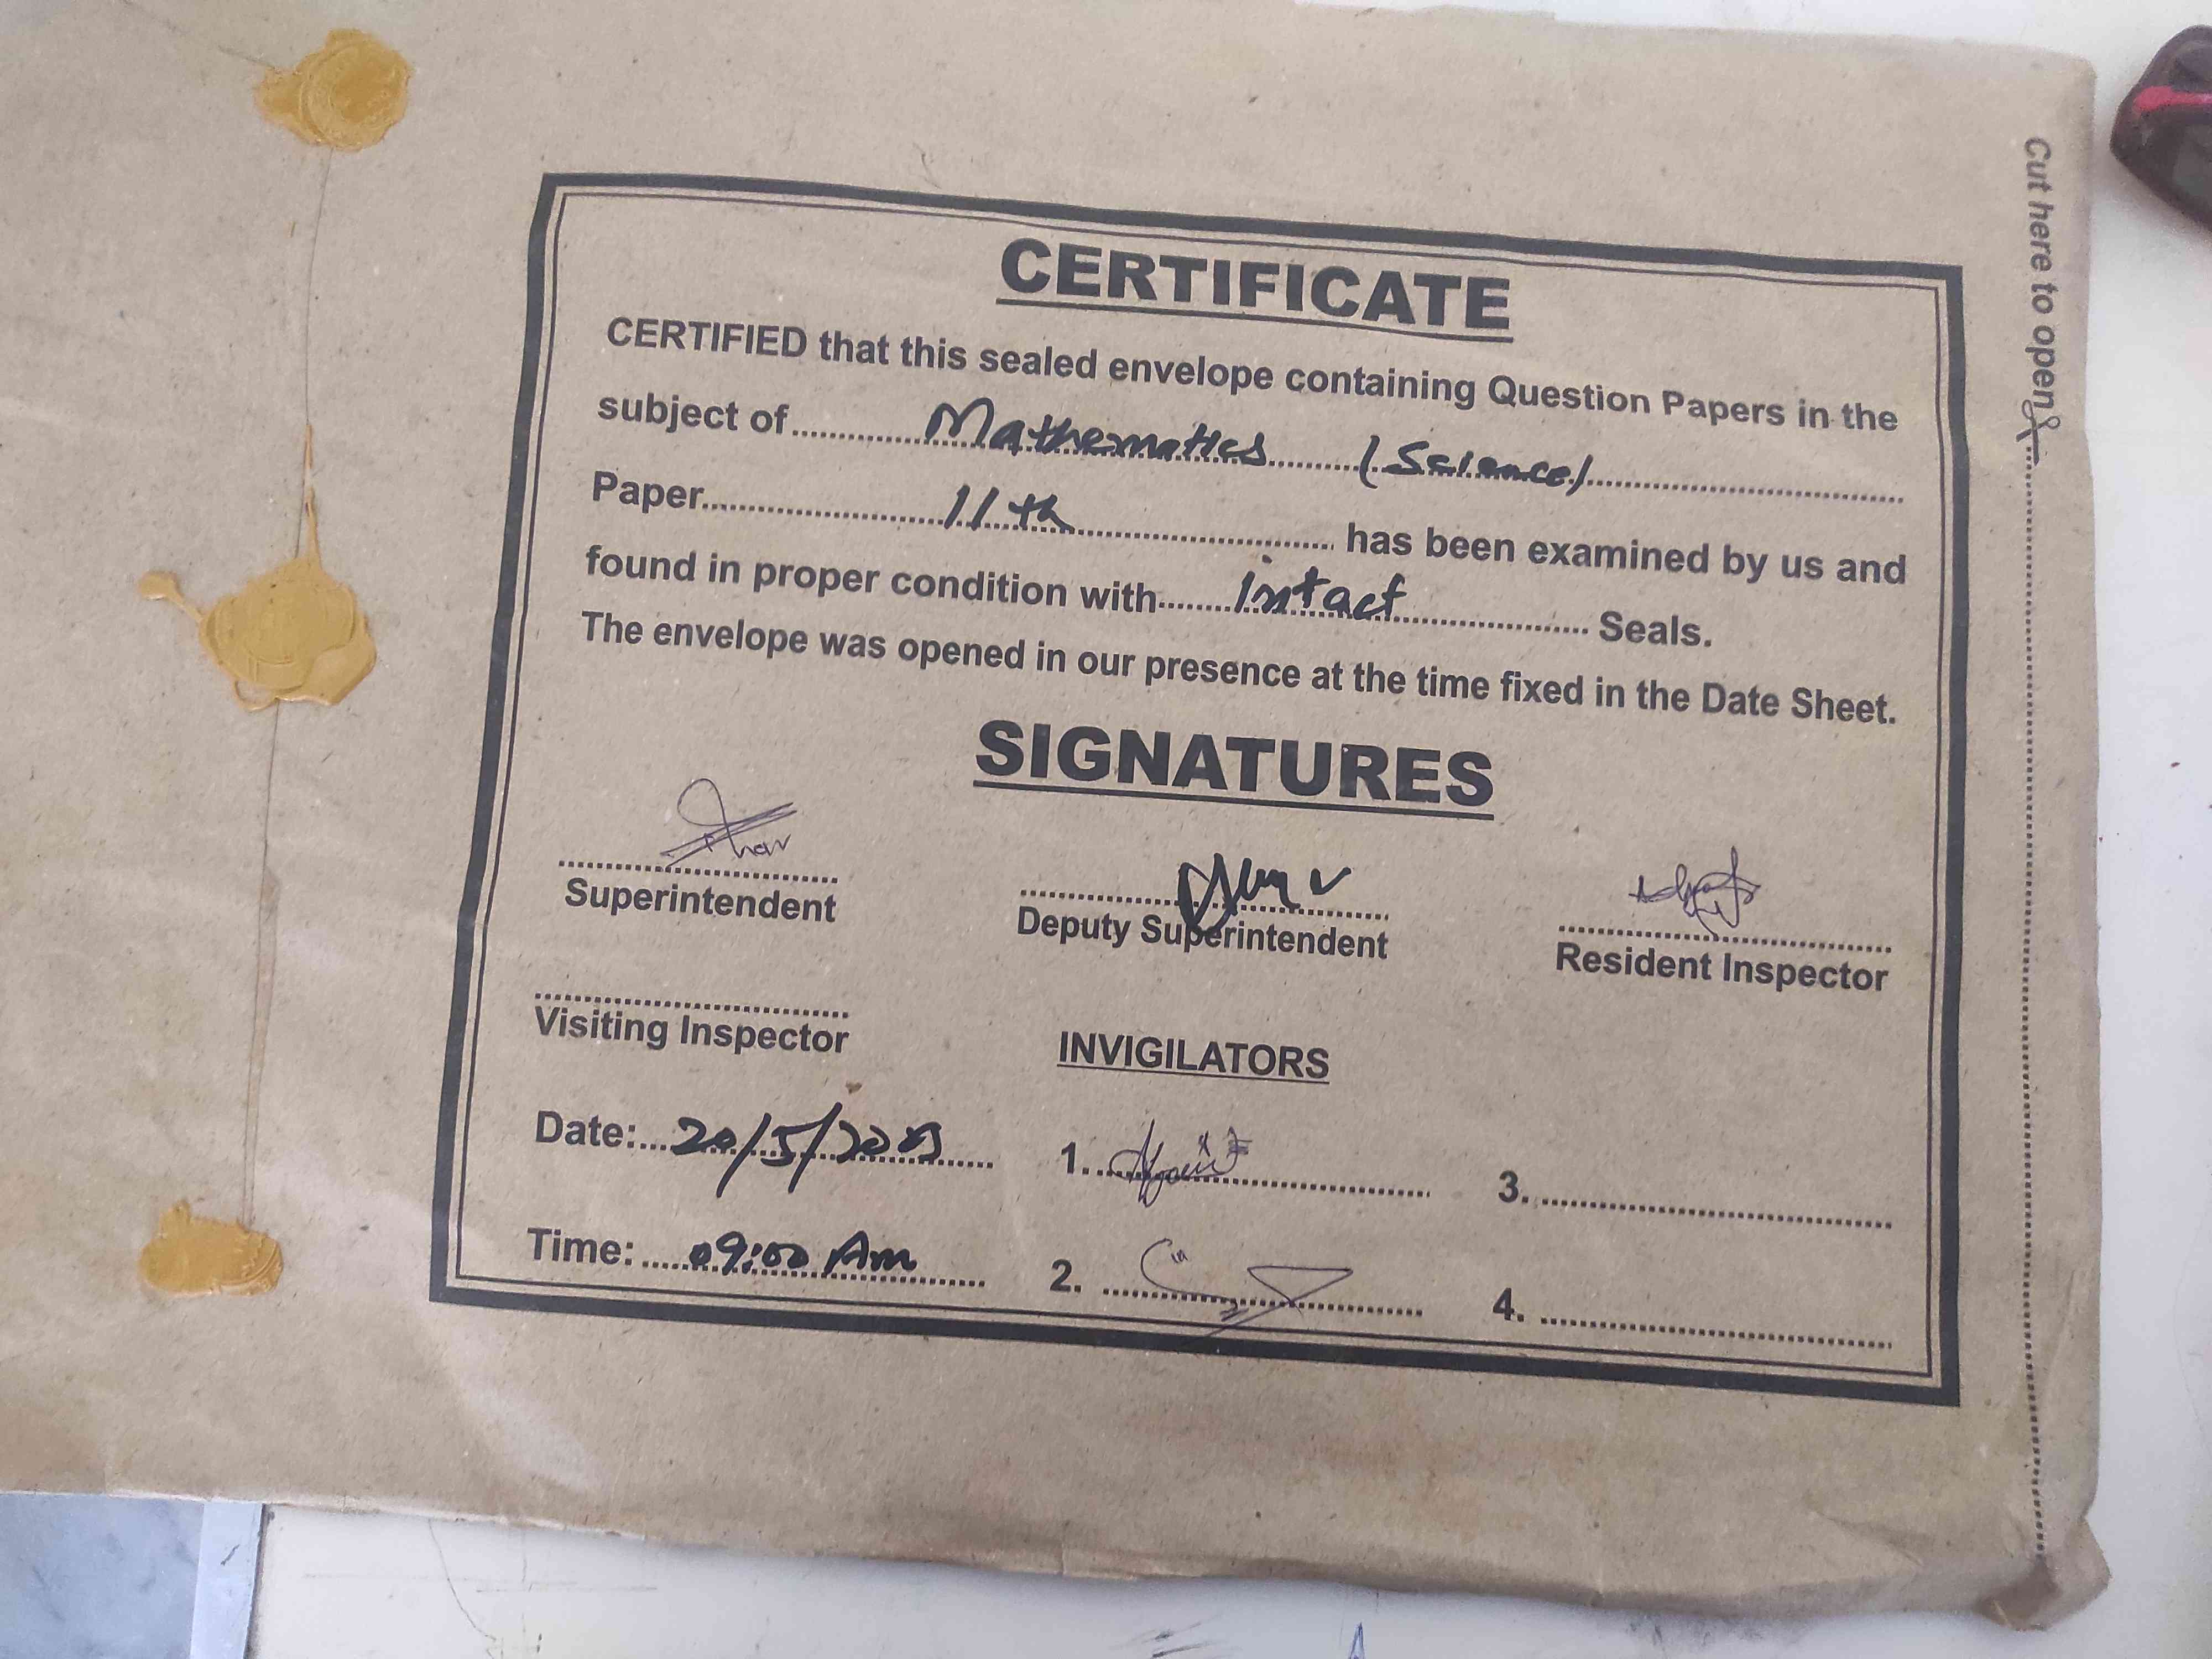 CERTIFICATE
CERTIFIED that this sealed envelope containing Question Papers in the
subject of Mathematics (Science)
Paper 11th has been examined by us and
found in proper condition with intact Seals.
The envelope was opened in our presence at the time fixed in the Date Sheet.
SIGNATURES
Superintendent
Deputy Superintendent
Resident Inspector
Visiting Inspector
INVIGILATORS
Date: 20/5/
1.
3.
Time: 09:00 Am
2.
4.
Cut here to open